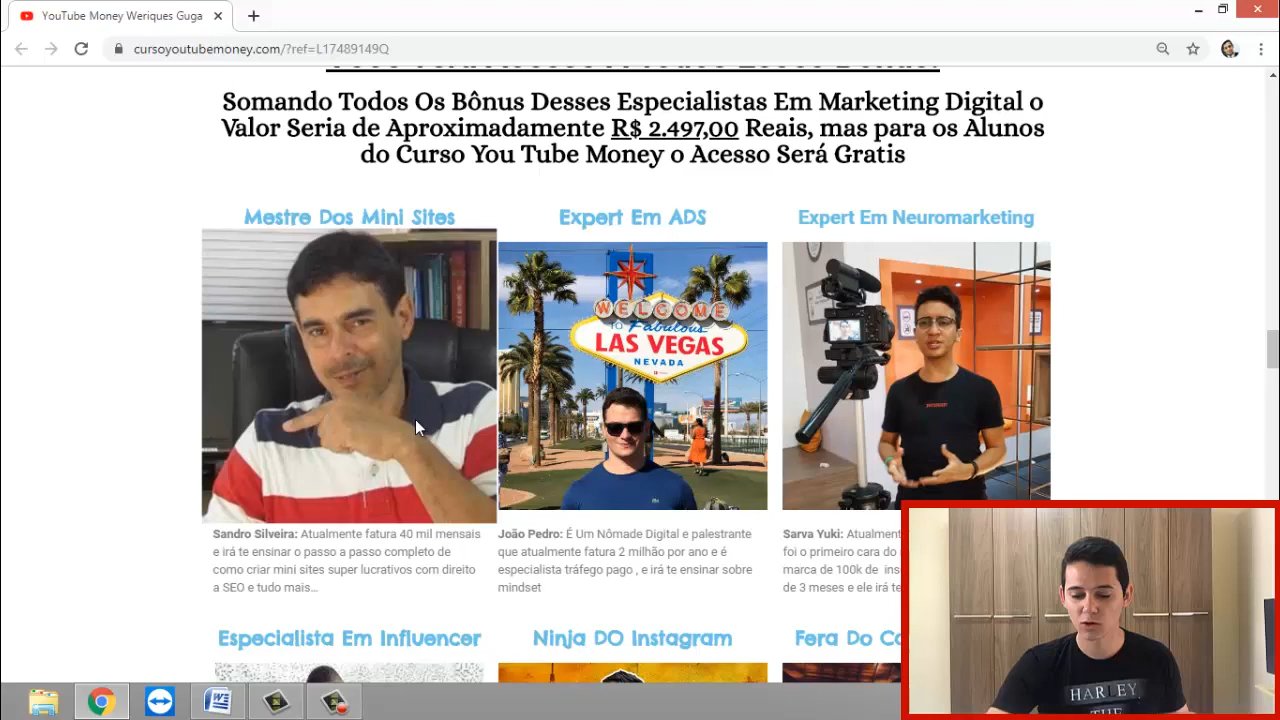 YouTube Money Weriques Guga
cursoyoutubemoney.com/?ref=L17489149Q
Somando Todos Os Bônus Desses Especialistas Em Marketing Digital o
Valor Seria de Aproximadamente R$ 2.497,00 Reais, mas para os Alunos
do Curso You Tube Money o Acesso Será Gratis
Mestre Dos Mini Sites
Expert Em ADS
Expert Em Neuromarketing
WELCOME
TO Fabulous
LAS VEGAS
NEVADA
Sandro Silveira: Atualmente fatura 40 mil mensais
e irá te ensinar o passo a passo completo de
como criar mini sites super lucrativos com direito
a SEO e tudo mais...
João Pedro: É Um Nômade Digital e palestrante
que atualmente fatura 2 milhão por ano e é
especialista tráfego pago , e irá te ensinar sobre
mindset
Sarva Yuki: Atualment
foi o primeiro cara do
marca de 100k de ins
de 3 meses e ele irá t
Especialista Em Influencer
Ninja DO Instagram
Fera Do Co
HARLEY
THE